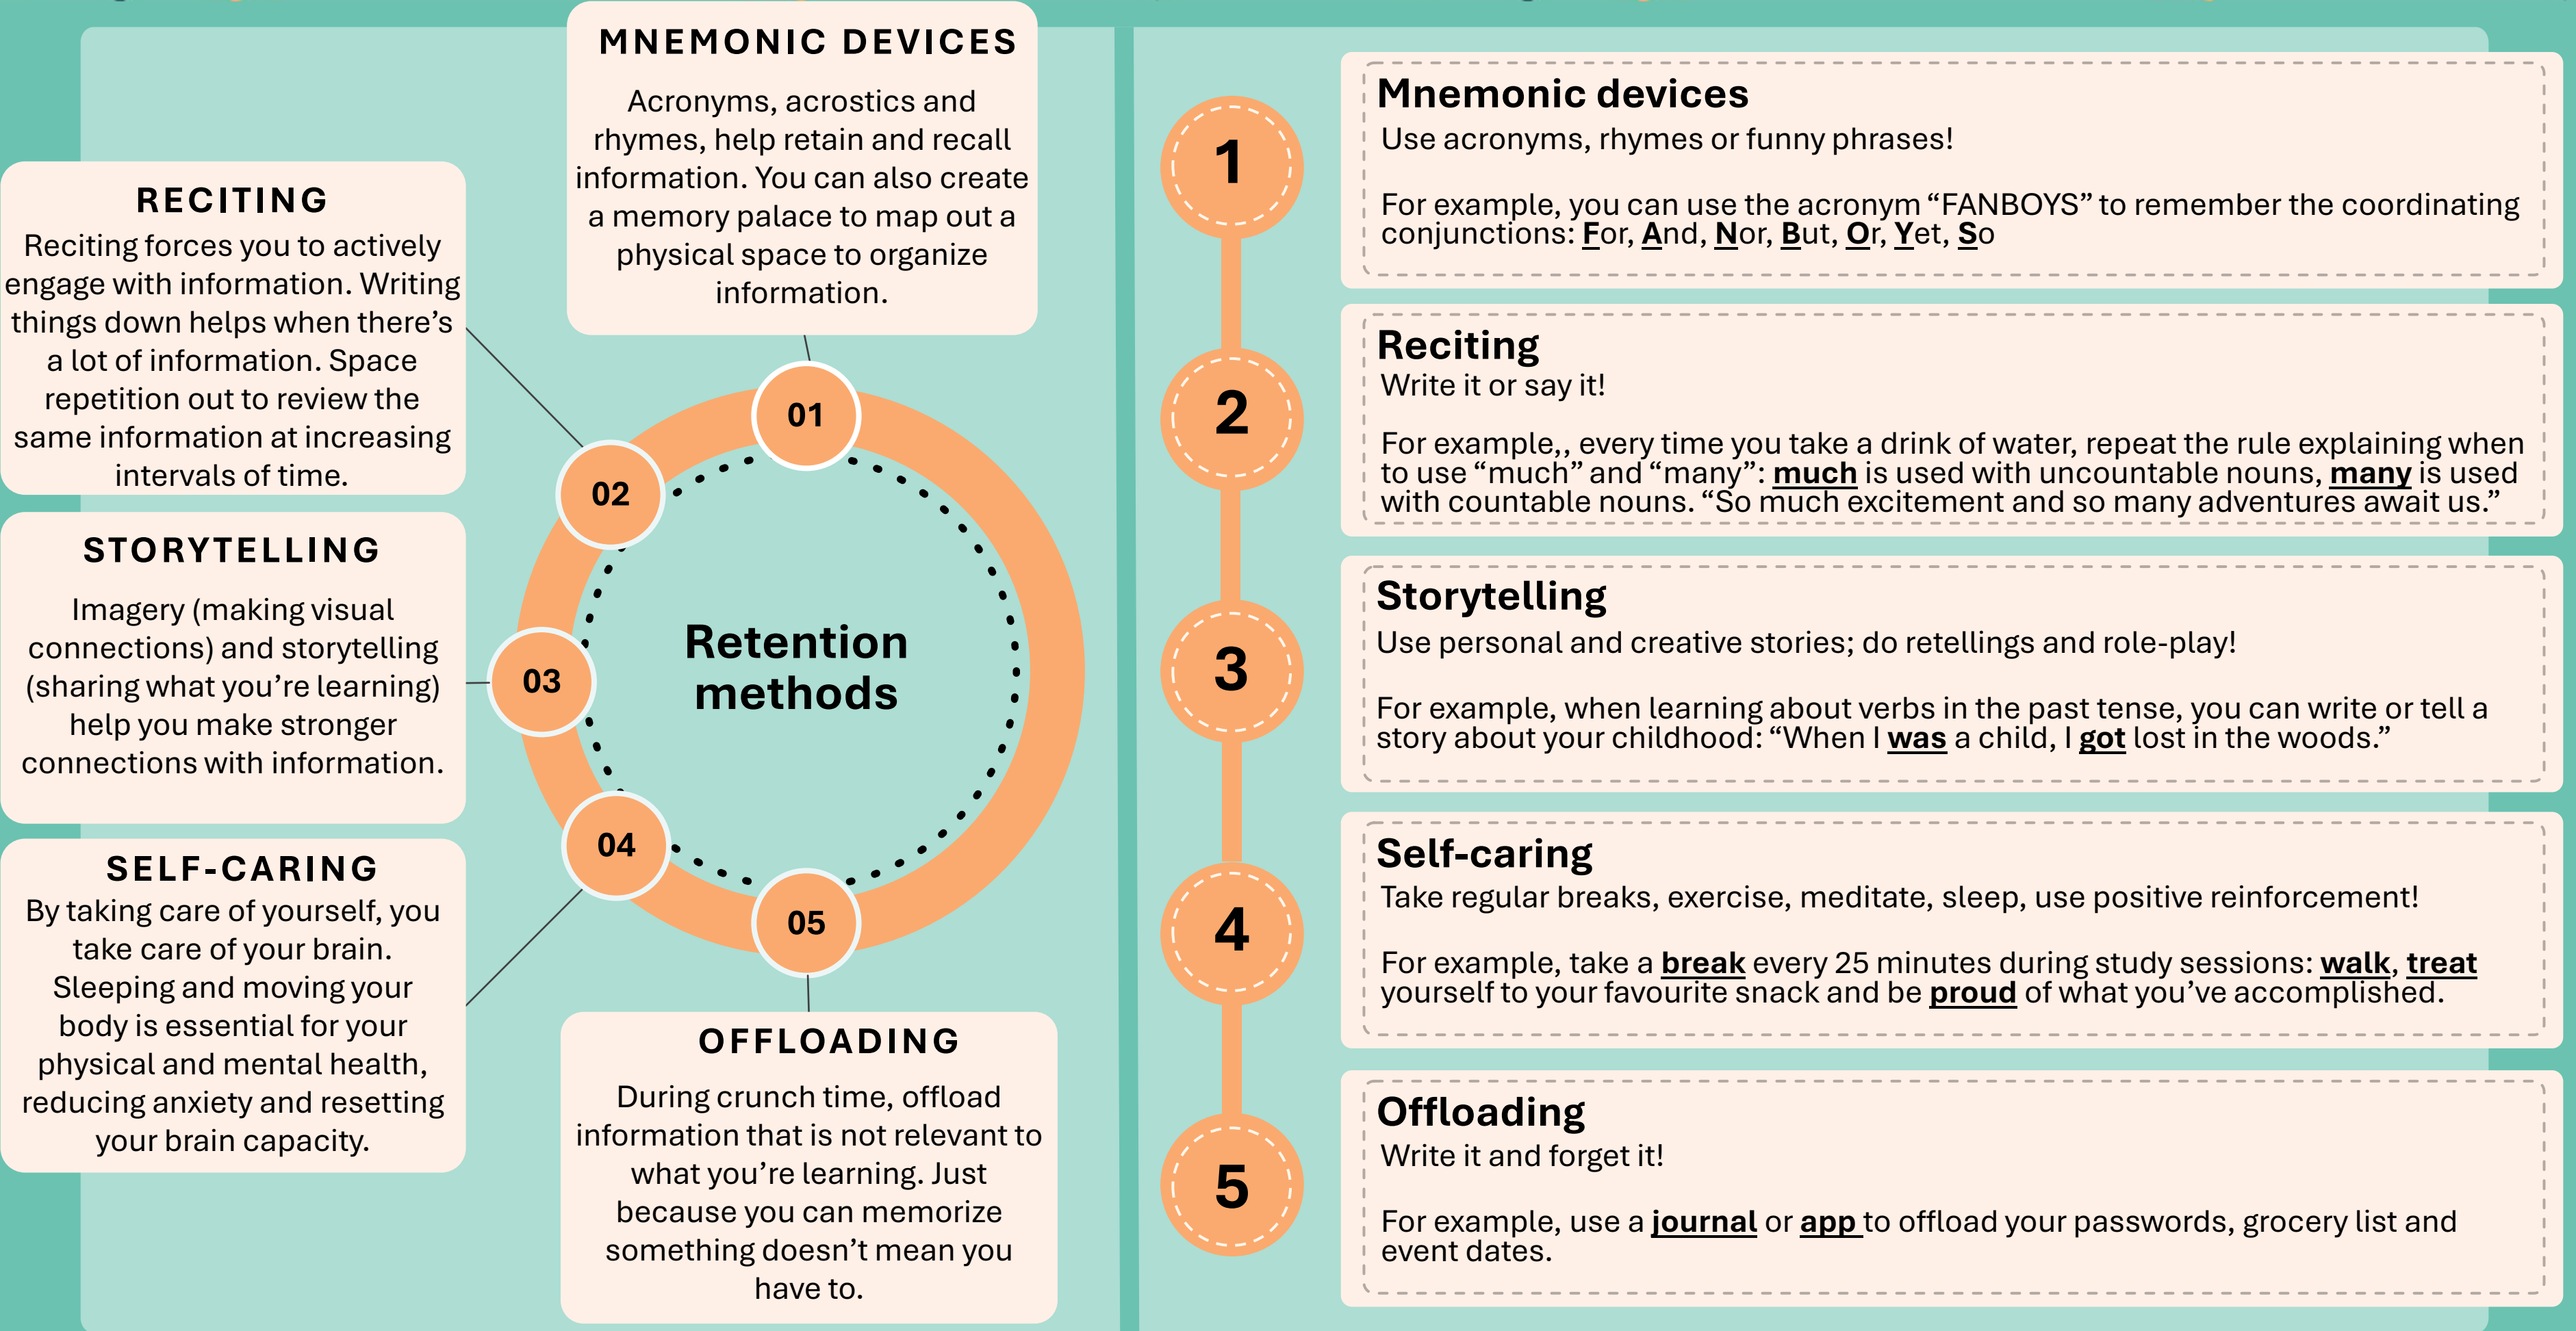 MNEMONIC DEVICES
Acronyms, acrostics and
rhymes, help retain and recall
information. You can also create
a memory palace to map out a
physical space to organize
information.
RECITING
Reciting forces you to actively
engage with information. Writing
things down helps when there’s
a lot of information. Space
repetition out to review the
same information at increasing
intervals of time.
STORYTELLING
Imagery (making visual
connections) and storytelling
(sharing what you’re learning)
help you make stronger
connections with information.
SELF-CARING
By taking care of yourself, you
take care of your brain.
Sleeping and moving your
body is essential for your
physical and mental health,
reducing anxiety and resetting
your brain capacity.
OFFLOADING
During crunch time, offload
information that is not relevant to
what you’re learning. Just
because you can memorize
something doesn’t mean you
have to.
01
02
03
04
05
Retention
methods
1
Mnemonic devices
Use acronyms, rhymes or funny phrases!
For example, you can use the acronym “FANBOYS” to remember the coordinating
conjunctions: For, And, Nor, But, Or, Yet, So
2
Reciting
Write it or say it!
For example,, every time you take a drink of water, repeat the rule explaining when
to use “much” and “many”: much is used with uncountable nouns, many is used
with countable nouns. “So much excitement and so many adventures await us.”
3
Storytelling
Use personal and creative stories; do retellings and role-play!
For example, when learning about verbs in the past tense, you can write or tell a
story about your childhood: “When I was a child, I got lost in the woods.”
4
Self-caring
Take regular breaks, exercise, meditate, sleep, use positive reinforcement!
For example, take a break every 25 minutes during study sessions: walk, treat
yourself to your favourite snack and be proud of what you’ve accomplished.
5
Offloading
Write it and forget it!
For example, use a journal or app to offload your passwords, grocery list and
event dates.